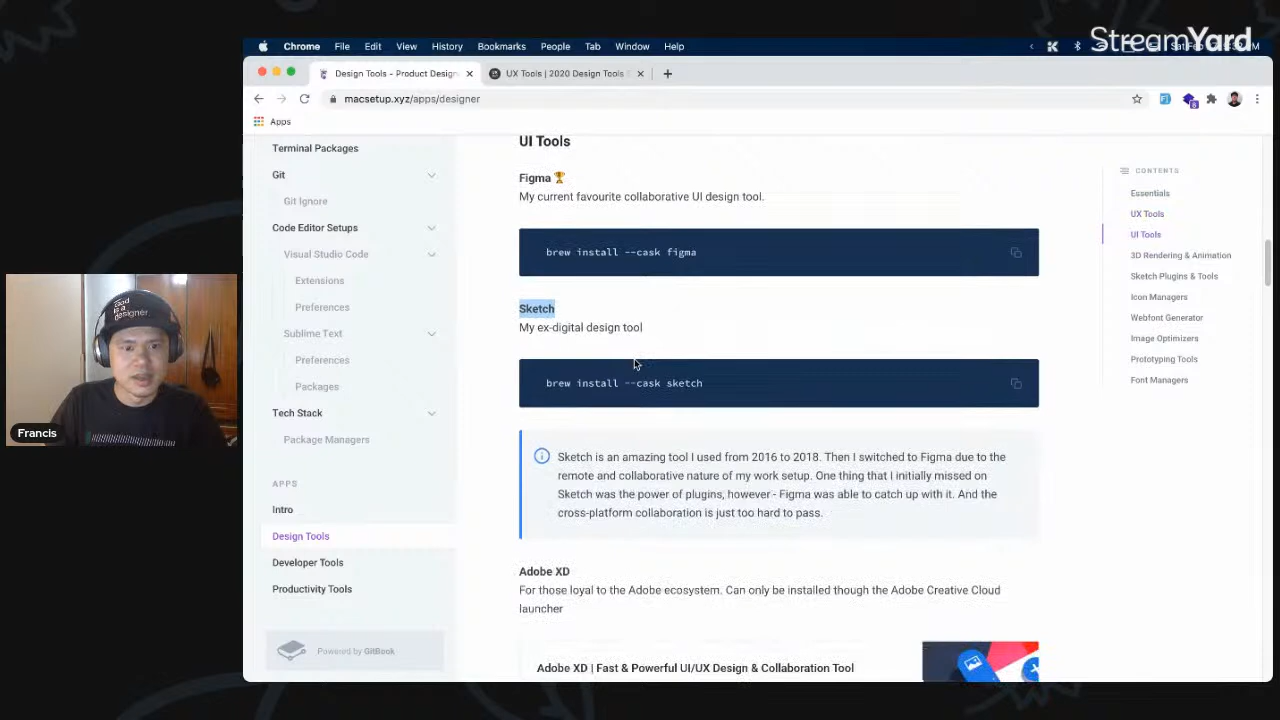 StreamYard
Chrome File Edit View History Bookmarks People Tab Window Help
Design Tools - Product Design
UX Tools | 2020 Design Tools
macsetup.xyz/apps/designer
Apps
Terminal Packages
Git
Git Ignore
Code Editor Setups
Visual Studio Code
Extensions
Preferences
Sublime Text
Preferences
Packages
Tech Stack
Package Managers
APPS
Intro
Design Tools
Developer Tools
Productivity Tools
Powered by GitBook
UI Tools
Figma 🏆
My current favourite collaborative UI design tool.
brew install --cask figma
Sketch
My ex-digital design tool
brew install --cask sketch
Sketch is an amazing tool I used from 2016 to 2018. Then I switched to Figma due to the
remote and collaborative nature of my work setup. One thing that I initially missed on
Sketch was the power of plugins, however - Figma was able to catch up with it. And the
cross-platform collaboration is just too hard to pass.
Adobe XD
For those loyal to the Adobe ecosystem. Can only be installed though the Adobe Creative Cloud
launcher
Adobe XD | Fast & Powerful UI/UX Design & Collaboration Tool
CONTENTS
Essentials
UX Tools
UI Tools
3D Rendering & Animation
Sketch Plugins & Tools
Icon Managers
Webfont Generator
Image Optimizers
Prototyping Tools
Font Managers
God
is a
designer
Francis